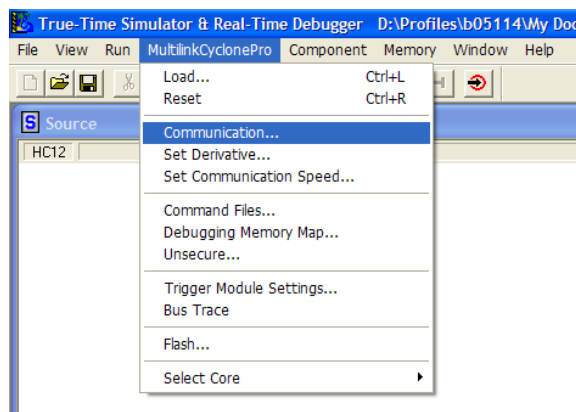 True-Time Simulator & Real-Time Debugger D:\Profiles\b05114\My Doc
File View Run MultilinkCyclonePro Component Memory Window Help
Load... Ctrl+L
Reset Ctrl+R
S Source
Communication...
HC12
Set Derivative...
Set Communication Speed...
Command Files...
Debugging Memory Map...
Unsecure...
Trigger Module Settings...
Bus Trace
Flash...
Select Core